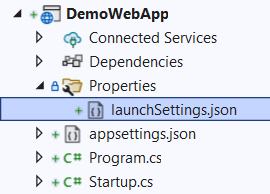 DemoWebApp
Connected Services
Dependencies
Properties
launchSettings.json
appsettings.json
C# Program.cs
C# Startup.cs